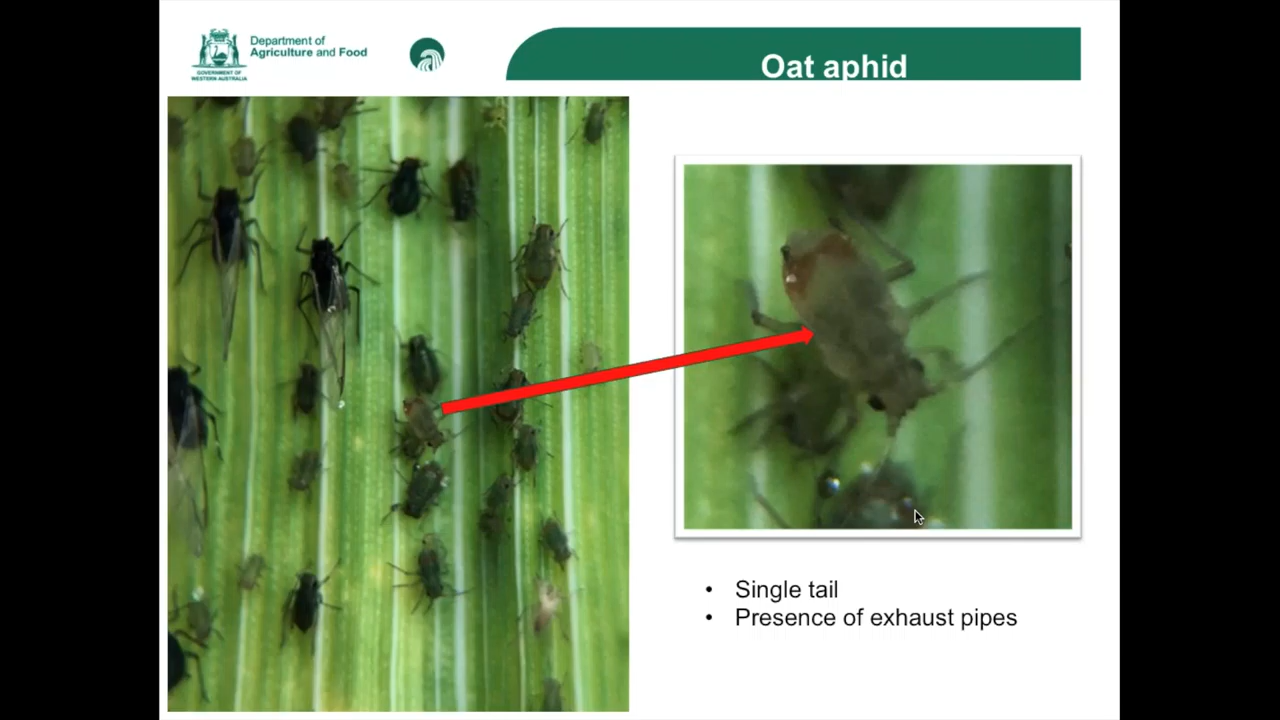 Department of
Agriculture and Food
GOVERNMENT OF
WESTERN AUSTRALIA
Oat aphid
• Single tail
• Presence of exhaust pipes